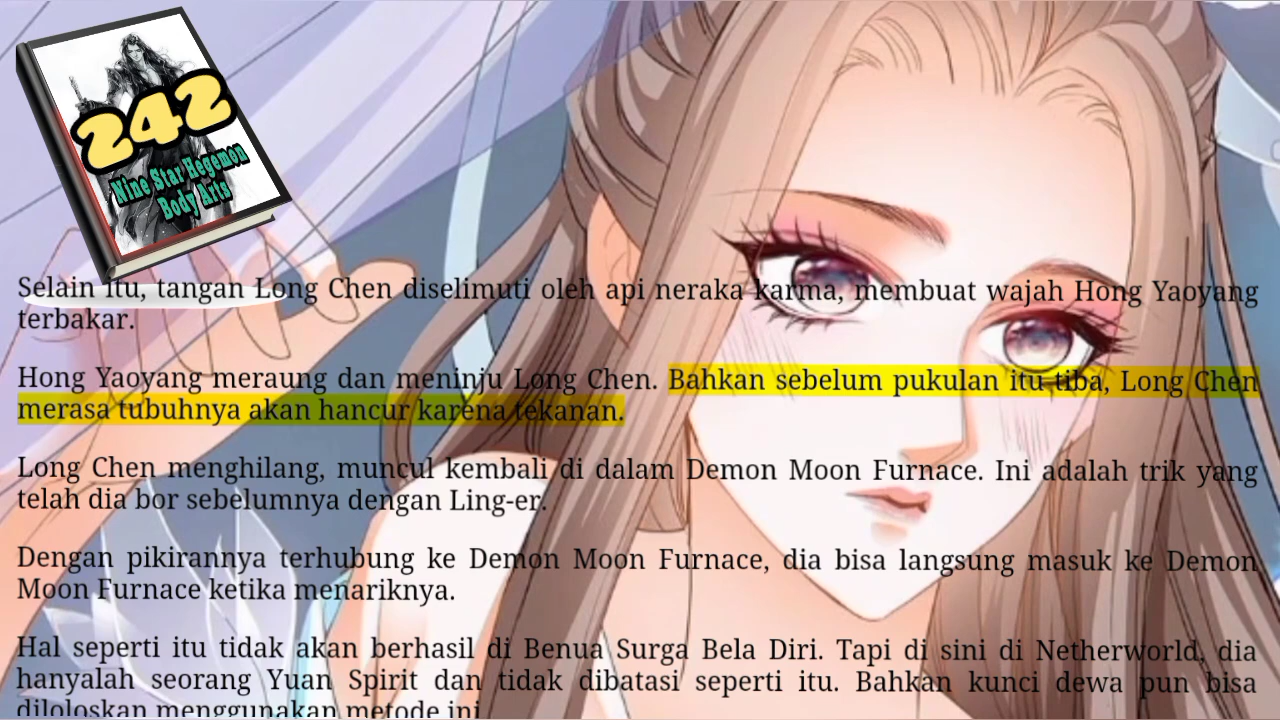 242
Nine Star Hegemon
Body Arts
Selain itu, tangan Long Chen diselimuti oleh api neraka karma, membuat wajah Hong Yaoyang
terbakar.
Hong Yaoyang meraung dan meninju Long Chen. Bahkan sebelum pukulan itu tiba, Long Chen
merasa tubuhnya akan hancur karena tekanan.
Long Chen menghilang, muncul kembali di dalam Demon Moon Furnace. Ini adalah trik yang
telah dia bor sebelumnya dengan Ling-er.
Dengan pikirannya terhubung ke Demon Moon Furnace, dia bisa langsung masuk ke Demon
Moon Furnace ketika menariknya.
Hal seperti itu tidak akan berhasil di Benua Surga Bela Diri. Tapi di sini di Netherworld, dia
hanyalah seorang Yuan Spirit dan tidak dibatasi seperti itu. Bahkan kunci dewa pun bisa
diloloskan menggunakan metode ini